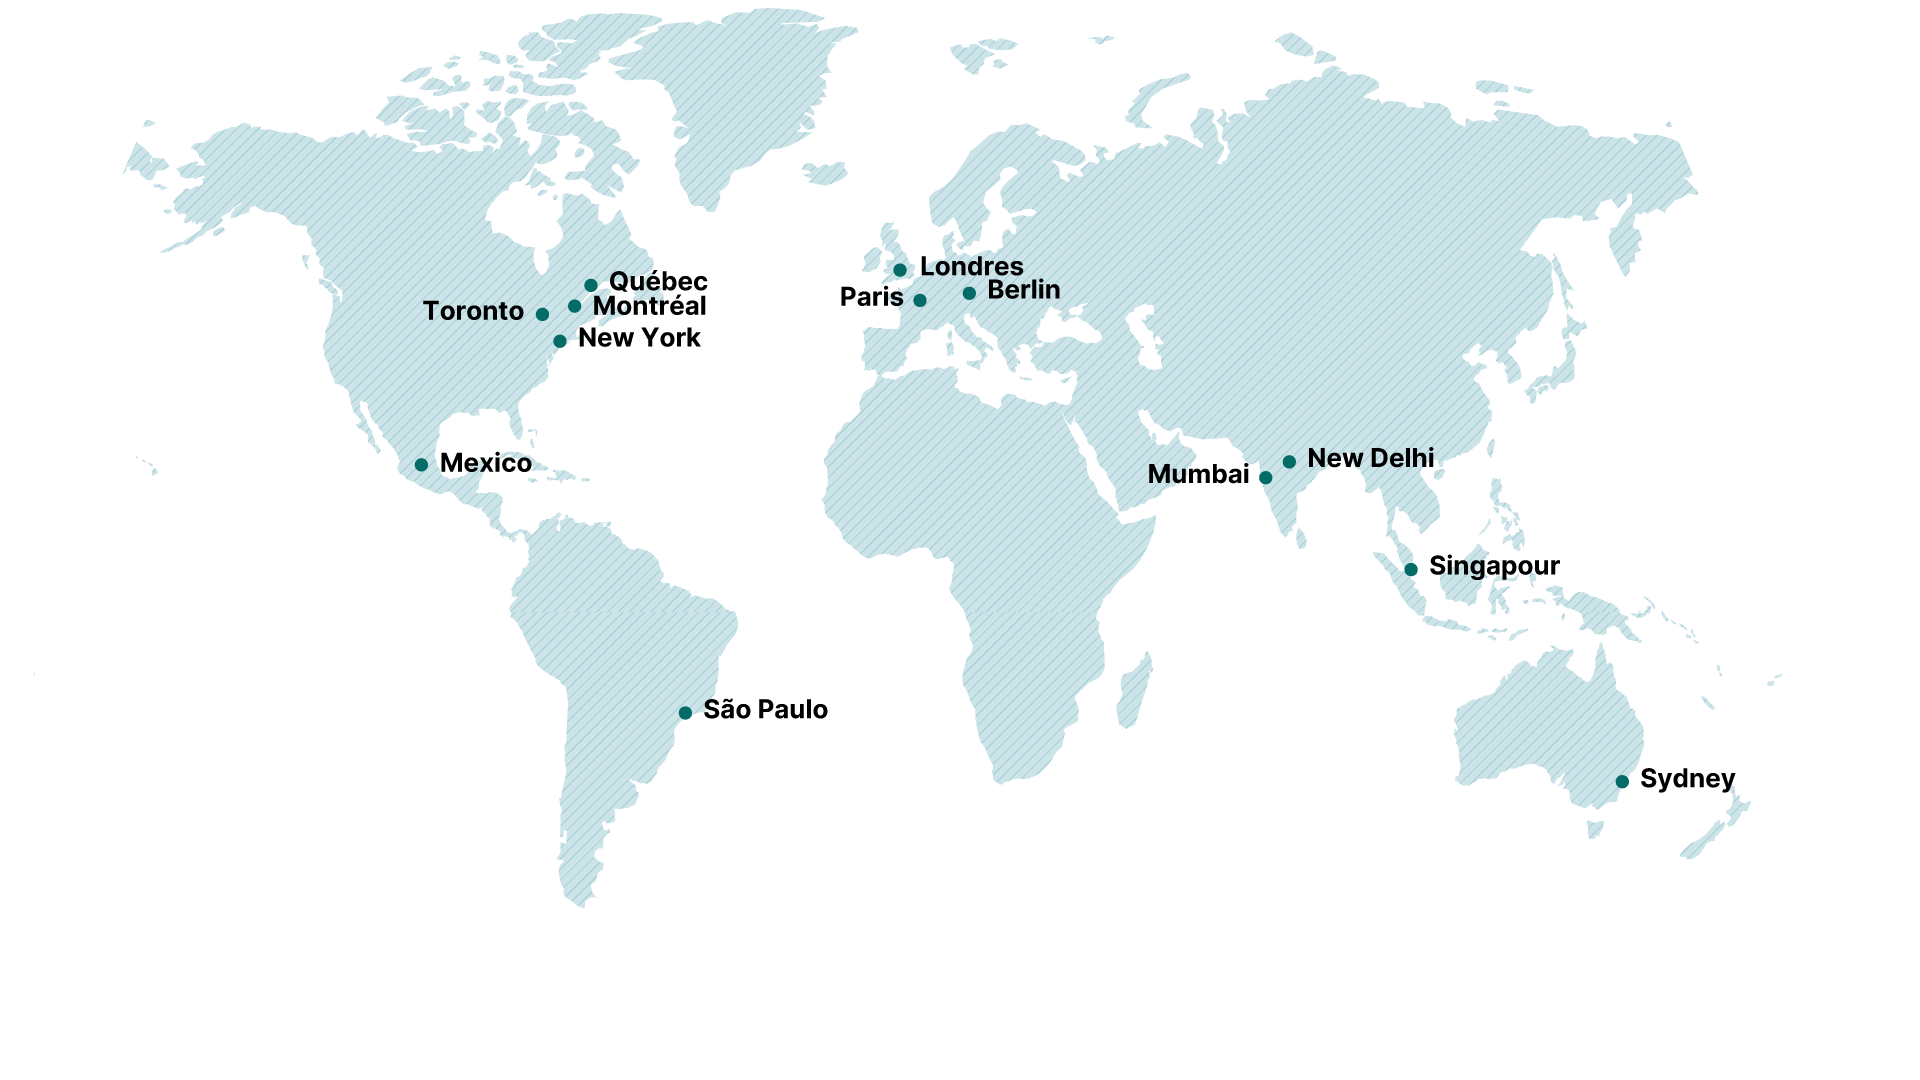 Londres
Québec
Berlin
Paris
Montréal
Toronto
New York
New Delhi
Mexico
Mumbai
Singapour
São Paulo
Sydney